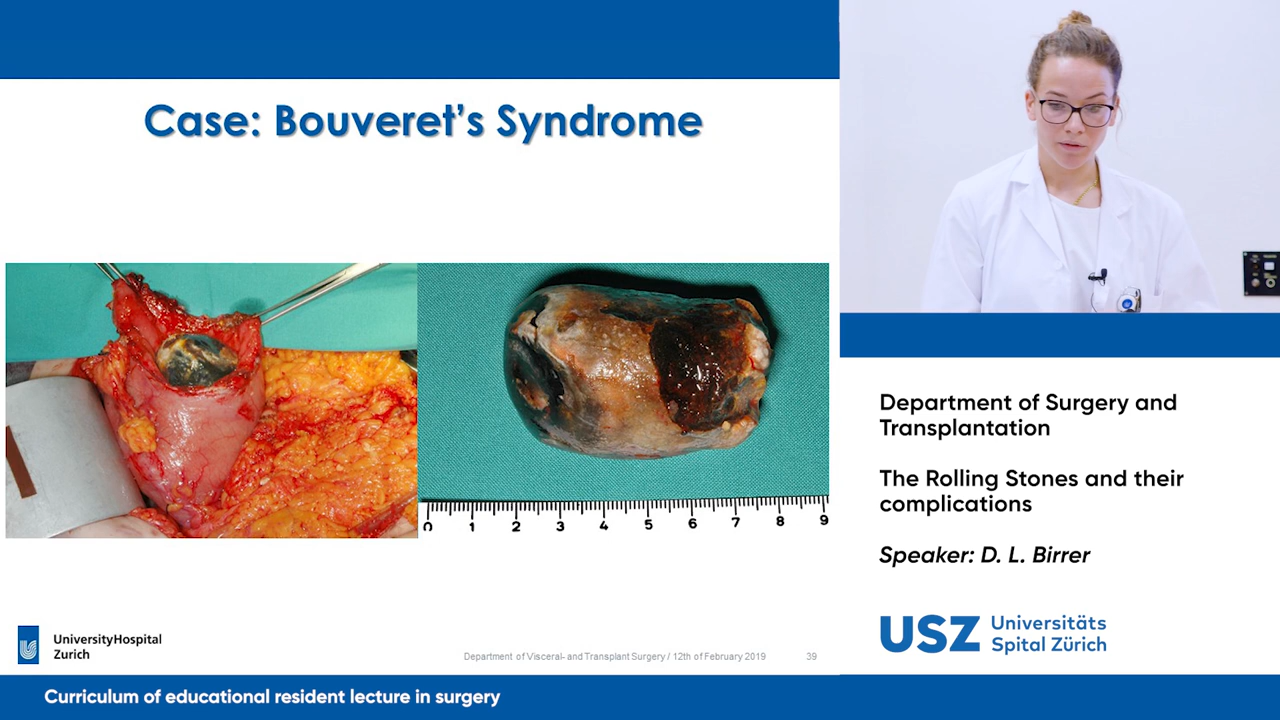 Case: Bouveret's Syndrome
0 1 2 3 4 5 6 7 8 9
UniversityHospital
Zurich
Department of Visceral- and Transplant Surgery / 12th of February 2019 39
Curriculum of educational resident lecture in surgery
Department of Surgery and
Transplantation
The Rolling Stones and their
complications
Speaker: D. L. Birrer
USZ Universitäts
Spital Zürich